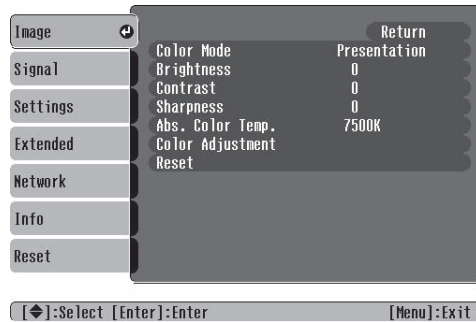 Image
Signal
Settings
Extended
Network
Info
Reset
Return
Color Mode Presentation
Brightness 0
Contrast 0
Sharpness 0
Abs. Color Temp. 7500K
Color Adjustment
Reset
[◆]:Select [Enter]:Enter [Menu]:Exit